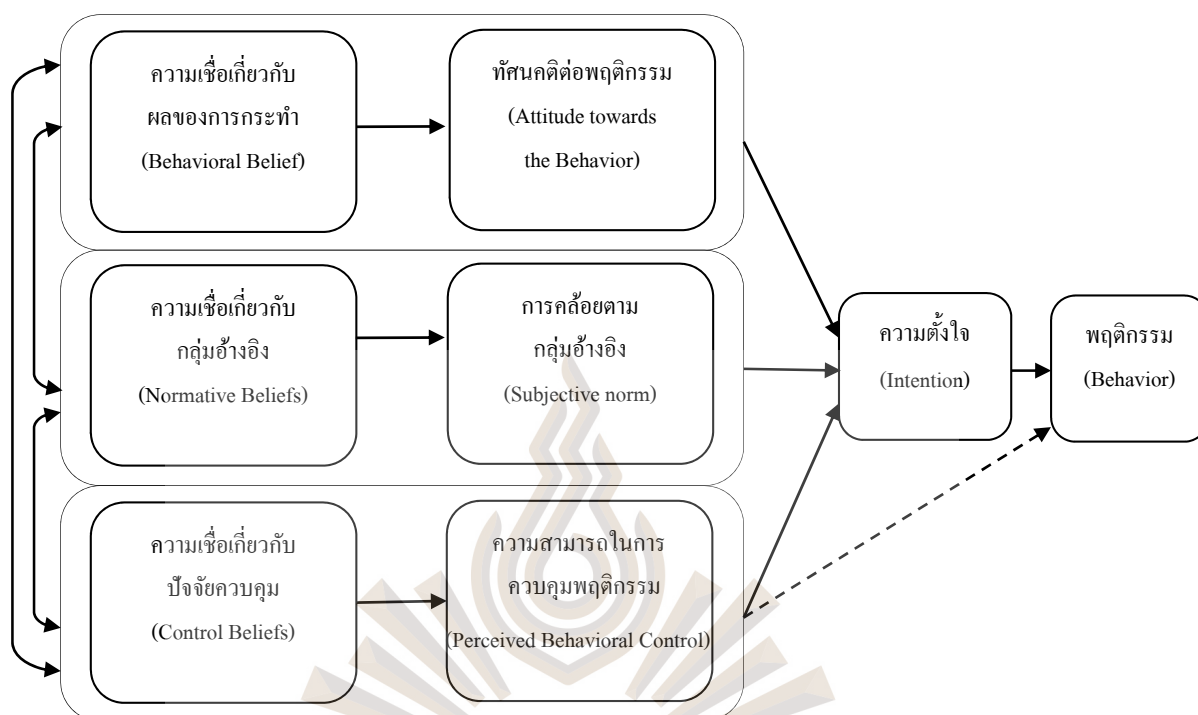 ความเชื่อเกี่ยวกับ
ผลของการกระทำ
(Behavioral Belief)
ทัศนคติต่อพฤติกรรม
(Attitude towards
the Behavior)
ความเชื่อเกี่ยวกับ
กลุ่มอ้างอิง
(Normative Beliefs)
การคล้อยตาม
กลุ่มอ้างอิง
(Subjective norm)
ความเชื่อเกี่ยวกับ
ปัจจัยควบคุม
(Control Beliefs)
ความสามารถในการ
ควบคุมพฤติกรรม
(Perceived Behavioral Control)
ความตั้งใจ
(Intention)
พฤติกรรม
(Behavior)